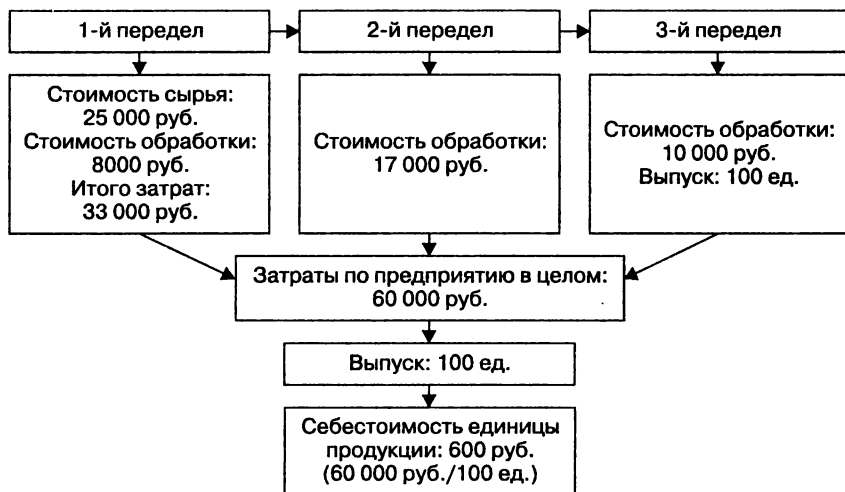 1-й передел
2-й передел
3-й передел
Стоимость сырья:
25 000 руб.
Стоимость обработки:
8000 руб.
Итого затрат:
33 000 руб.
Стоимость обработки:
17 000 руб.
Стоимость обработки:
10 000 руб.
Выпуск: 100 ед.
Затраты по предприятию в целом:
60 000 руб.
Выпуск: 100 ед.
Себестоимость единицы
продукции: 600 руб.
(60 000 руб./100 ед.)